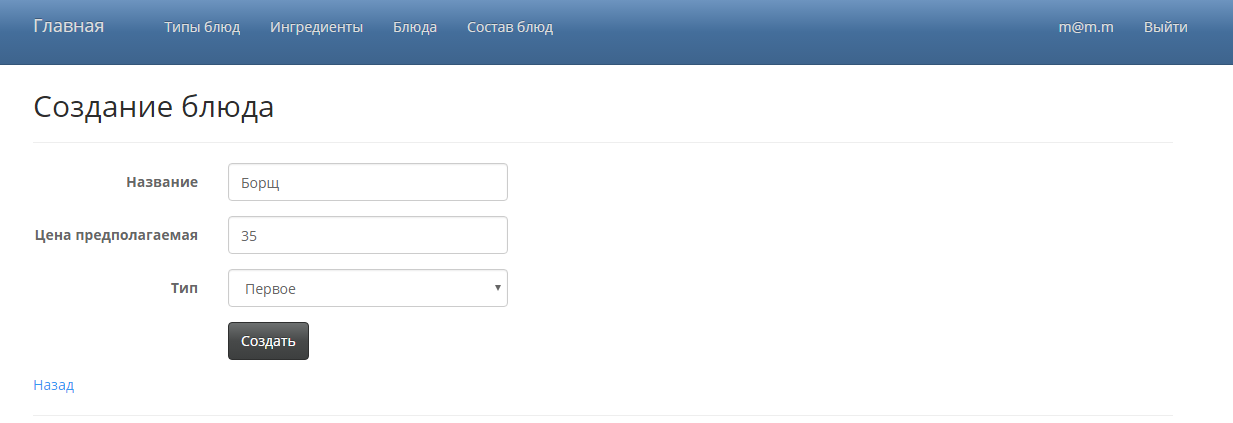 Главная Типы блюд Ингредиенты Блюда Состав блюд m@m.m Выйти
Создание блюда
Название Борщ
Цена предполагаемая 35
Тип Первое
Создать
Назад